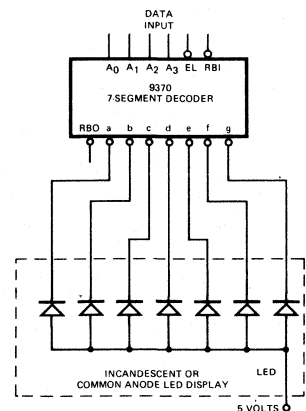 DATA
INPUT
A0 A1 A2 A3 EL RBI
9370
7-SEGMENT DECODER
RBO a b c d e f g
LED
INCANDESCENT OR
COMMON ANODE LED DISPLAY
5 VOLTS